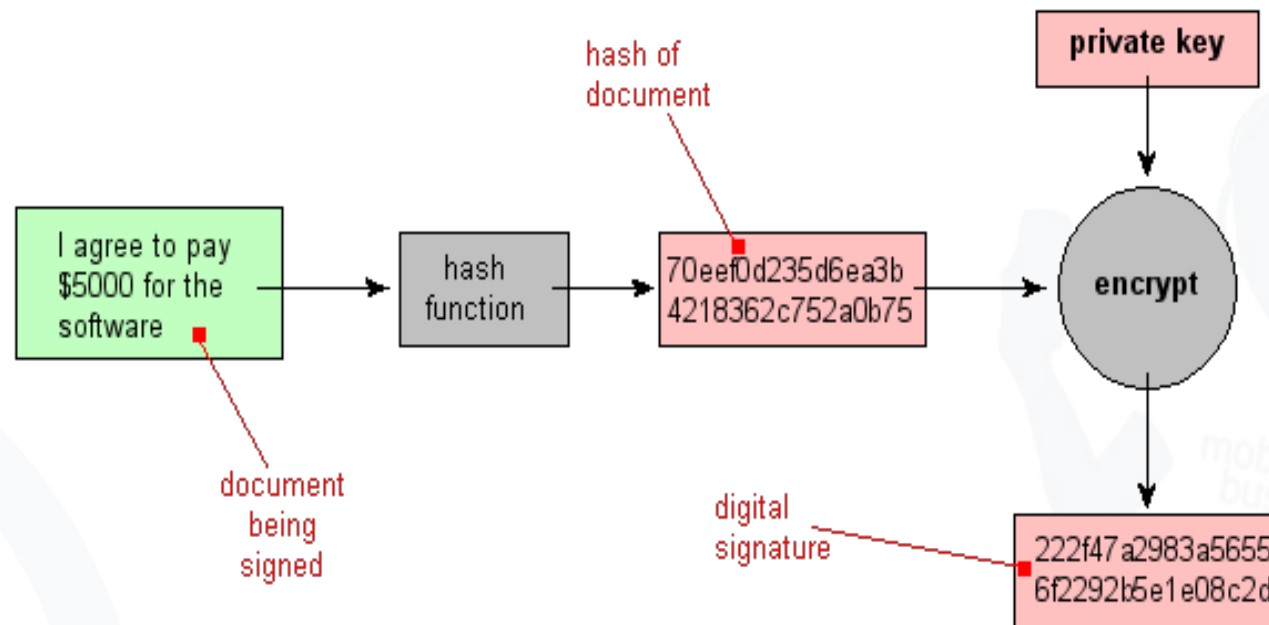 hash of
document
private key
I agree to pay
$5000 for the
software
hash
function
70eef0d235d6ea3b
4218362c752a0b75
encrypt
document
being
signed
digital
signature
222f47a2983a5655
6f2292b5e1e08c2d